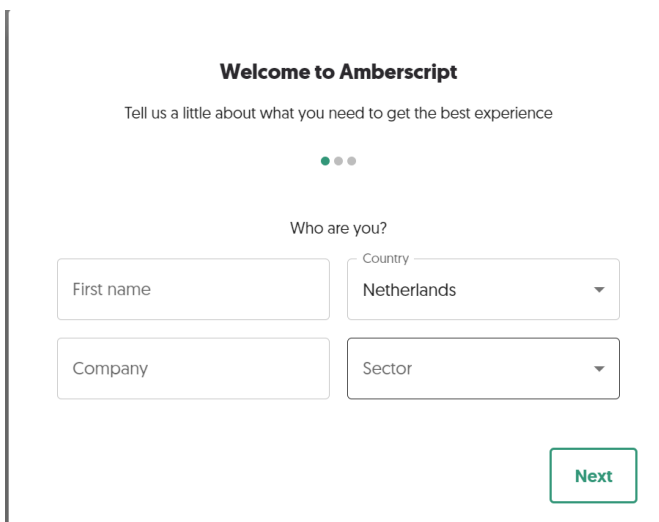 Welcome to Amberscript
Tell us a little about what you need to get the best experience
Who are you?
First name
Country
Netherlands
Company
Sector
Next